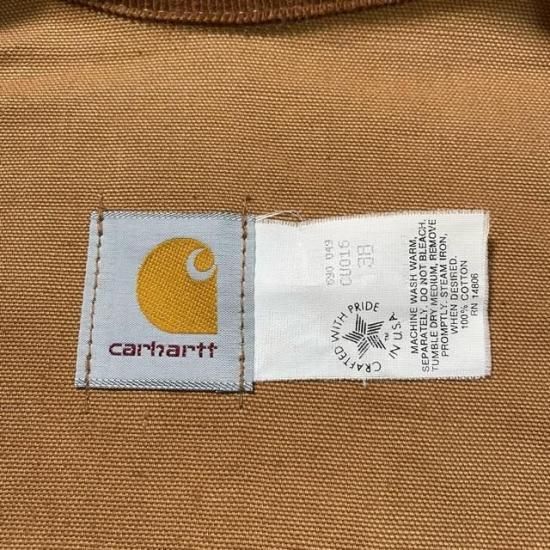 carhartt
090 049
CU016
38
CRAFTED WITH PRIDE
IN U.S.A.
TM
MACHINE WASH WARM,
SEPARATELY, DO NOT BLEACH.
TUMBLE DRY MEDIUM, REMOVE
PROMPTLY. STEAM IRON,
WHEN DESIRED.
100% COTTON
RN 14806